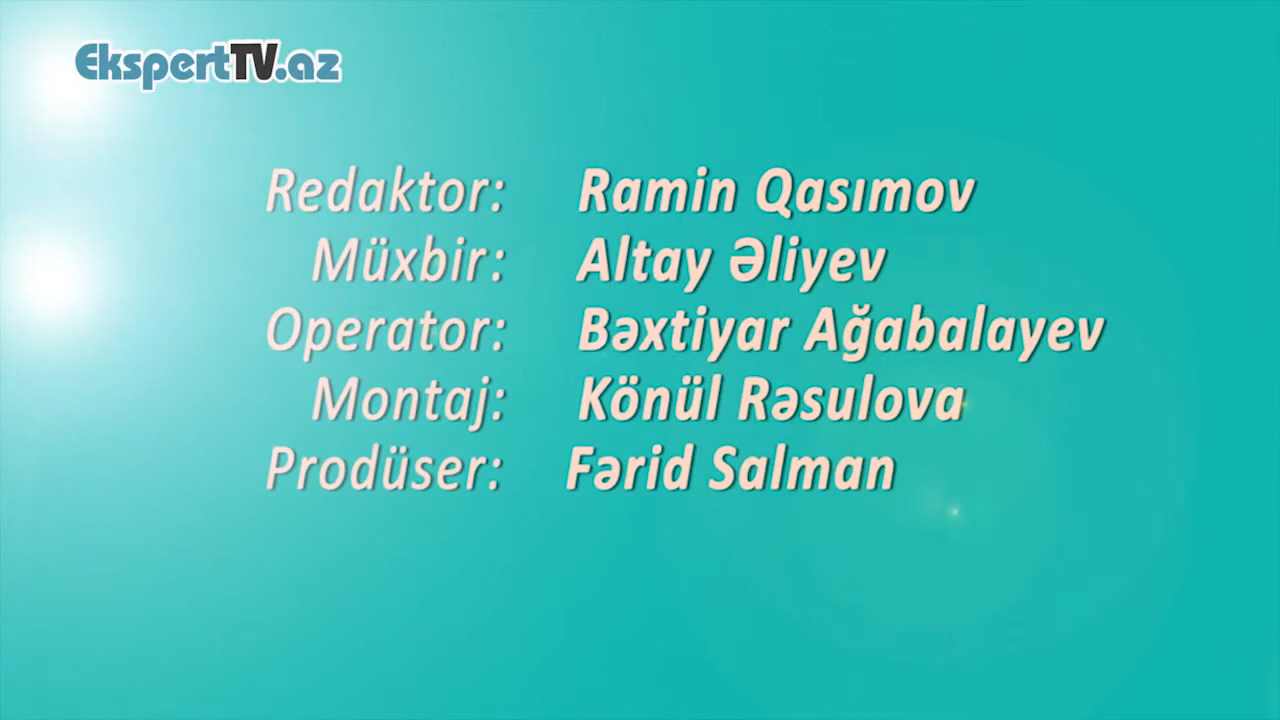 EkspertTV.az
Redaktor: Ramin Qasımov
Müxbir: Altay Əliyev
Operator: Bəxtiyar Ağabalayev
Montaj: Könül Rəsulova
Prodüser: Fərid Salman